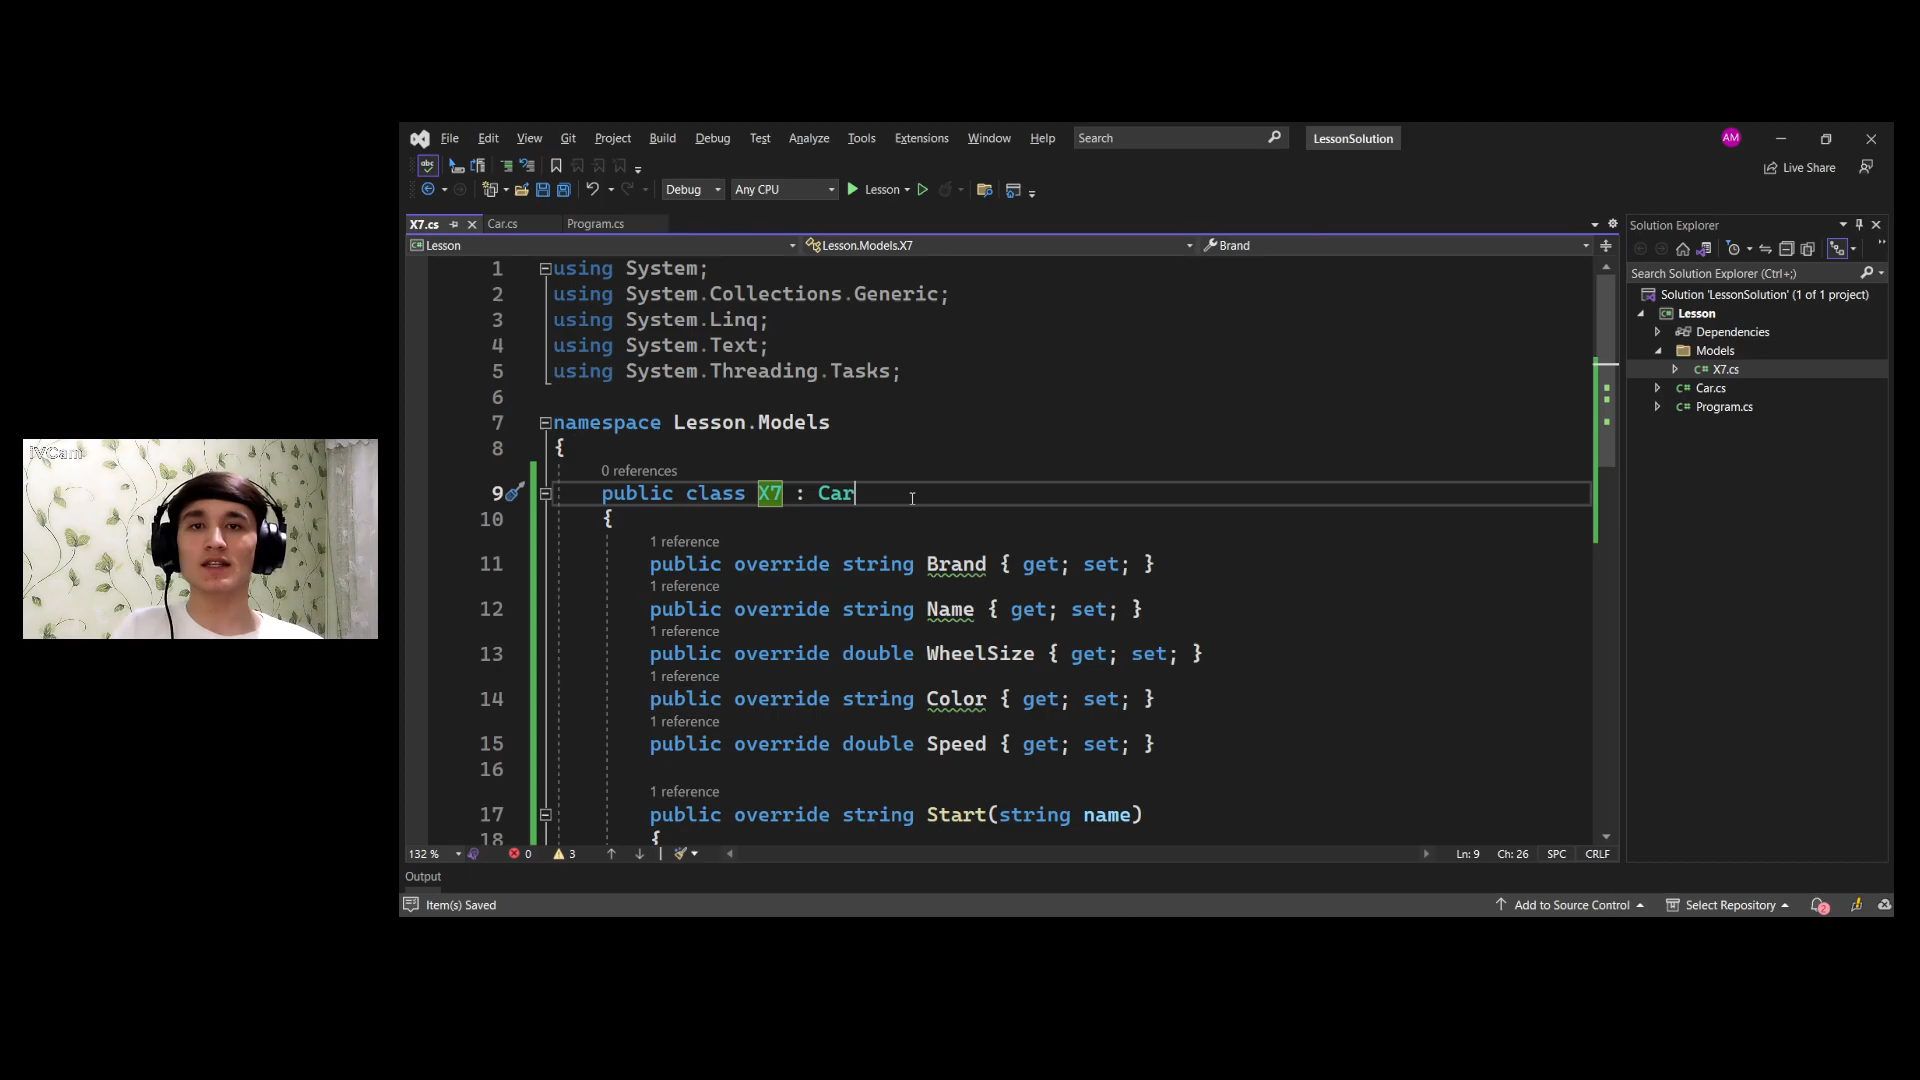 File Edit View Git Project Build Debug Test Analyze Tools Extensions Window Help Search LessonSolution AM
abc Live Share
Debug Any CPU Lesson
X7.cs Car.cs Program.cs
Lesson Lesson.Models.X7 Brand
1 using System;
2 using System.Collections.Generic;
3 using System.Linq;
4 using System.Text;
5 using System.Threading.Tasks;
6
7 namespace Lesson.Models
8 {
0 references
9 public class X7 : Car
10 {
1 reference
11 public override string Brand { get; set; }
1 reference
12 public override string Name { get; set; }
1 reference
13 public override double WheelSize { get; set; }
1 reference
14 public override string Color { get; set; }
1 reference
15 public override double Speed { get; set; }
16
1 reference
17 public override string Start(string name)
18 {
132 % 0 3 Ln: 9 Ch: 26 SPC CRLF
Output
Item(s) Saved Add to Source Control Select Repository 2
Solution Explorer
Search Solution Explorer (Ctrl+;)
Solution 'LessonSolution' (1 of 1 project)
C# Lesson
Dependencies
Models
C# X7.cs
C# Car.cs
C# Program.cs
iVCam